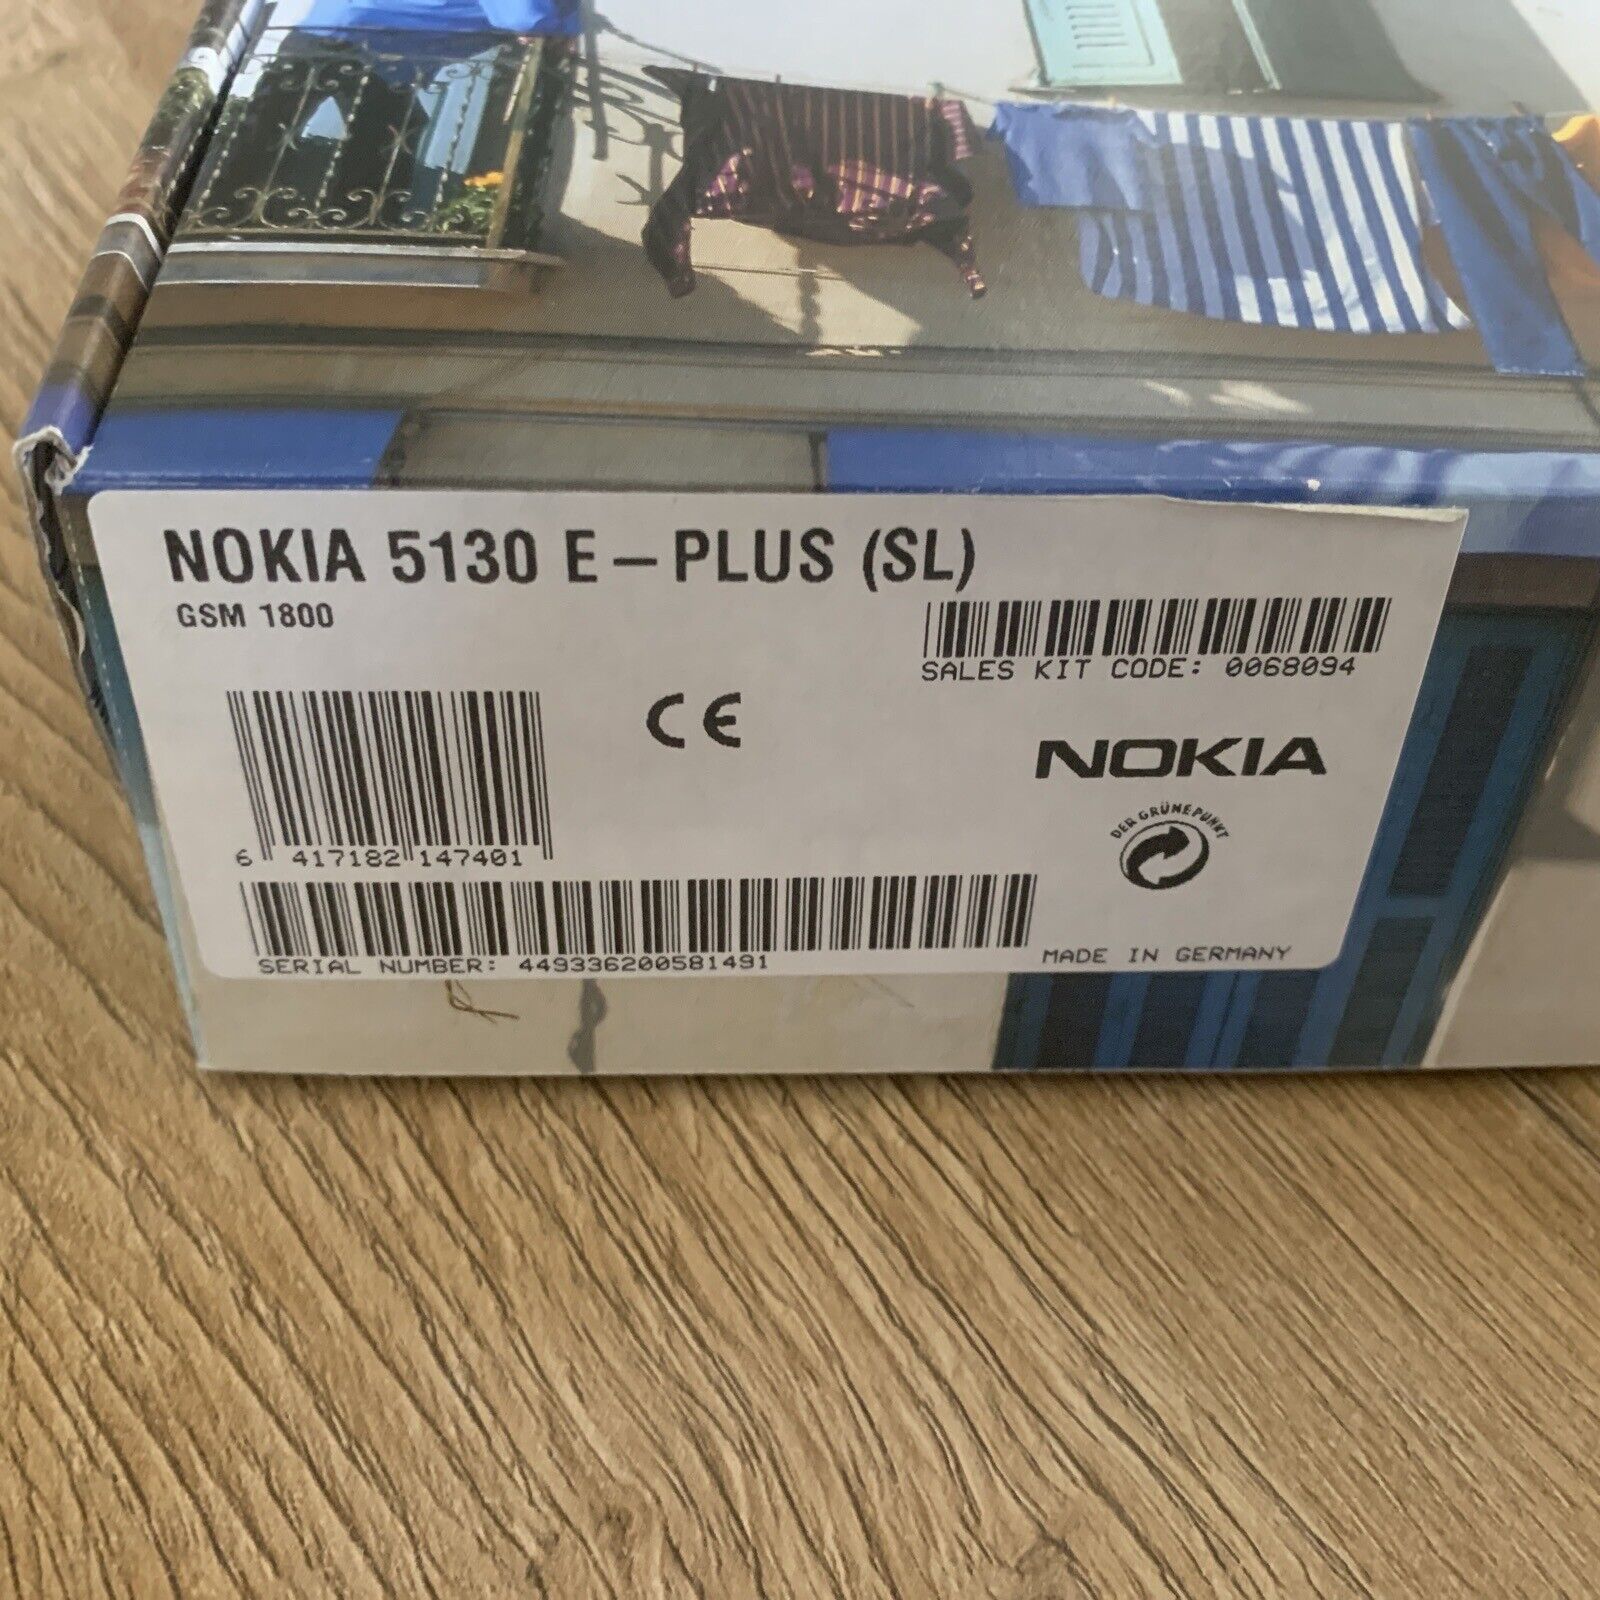 NOKIA 5130 E–PLUS (SL)
GSM 1800
SALES KIT CODE: 0068094
CE
NOKIA
DER GRÜNE PUNKT
6 417182 147401
SERIAL NUMBER: 449336200581491
MADE IN GERMANY